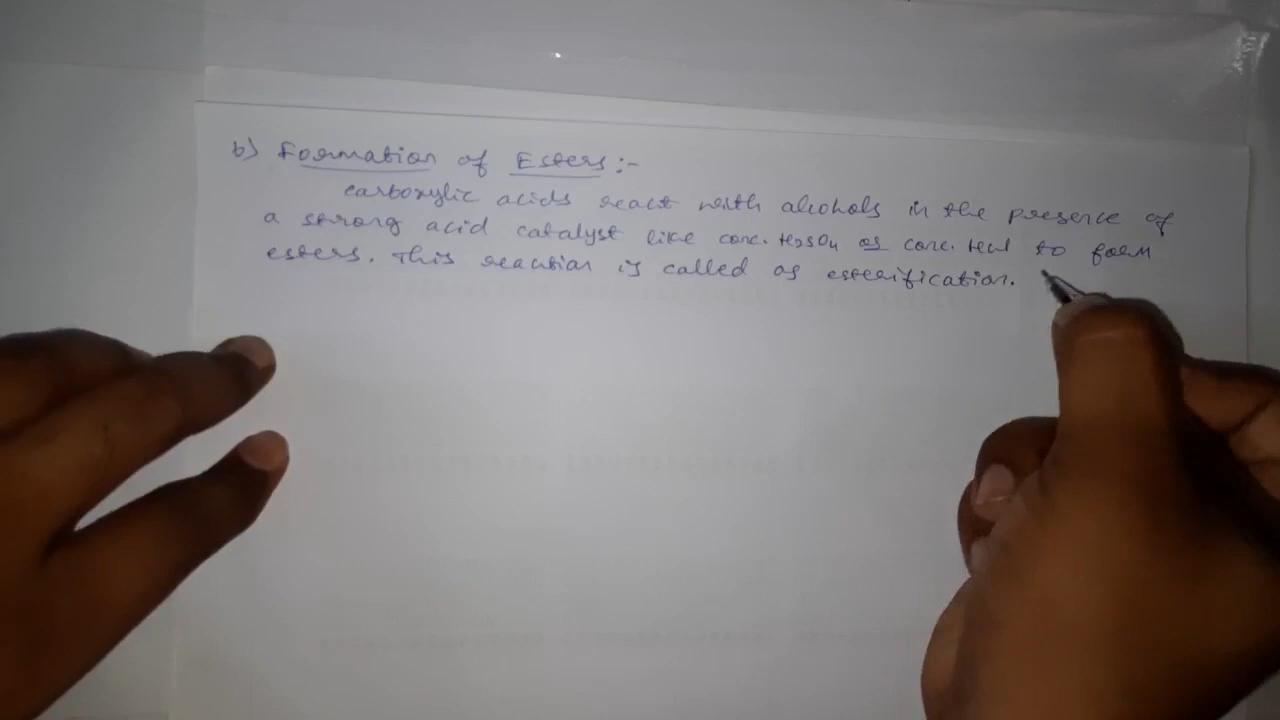 b) Formation of Esters:-
carboxylic acids react with alcohols in the presence of
a strong acid catalyst like conc. H2SO4 or conc. HCl to form
esters. This reaction is called as esterification.